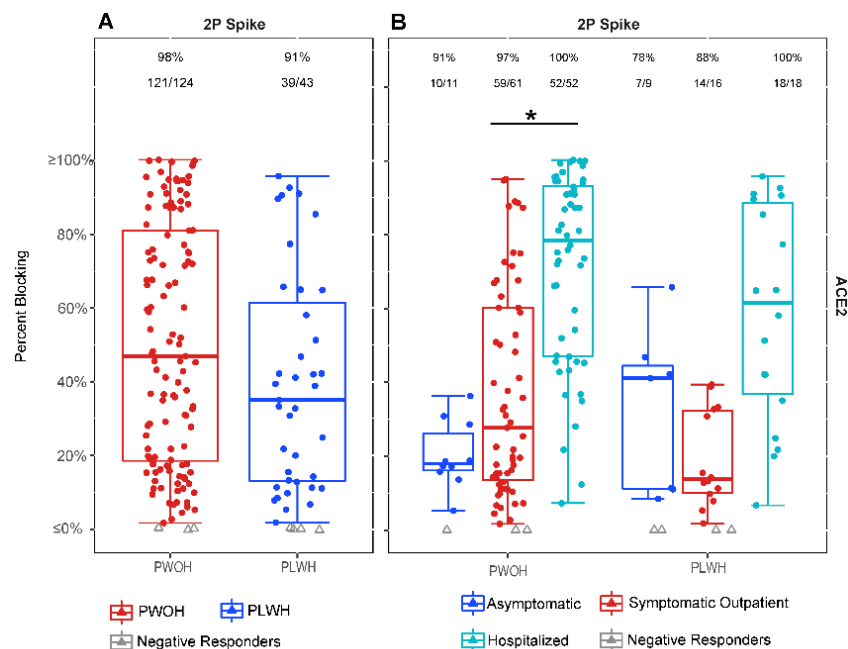 A
2P Spike
98% 91%
121/124 39/43
Percent Blocking
≥100%
80%
60%
40%
20%
≤0%
PWOH PLWH
PWOH PLWH
Negative Responders
B
2P Spike
91% 97% 100% 78% 88% 100%
10/11 59/61 52/52 7/9 14/16 18/18
*
ACE2
PWOH PLWH
Asymptomatic Symptomatic Outpatient
Hospitalized Negative Responders